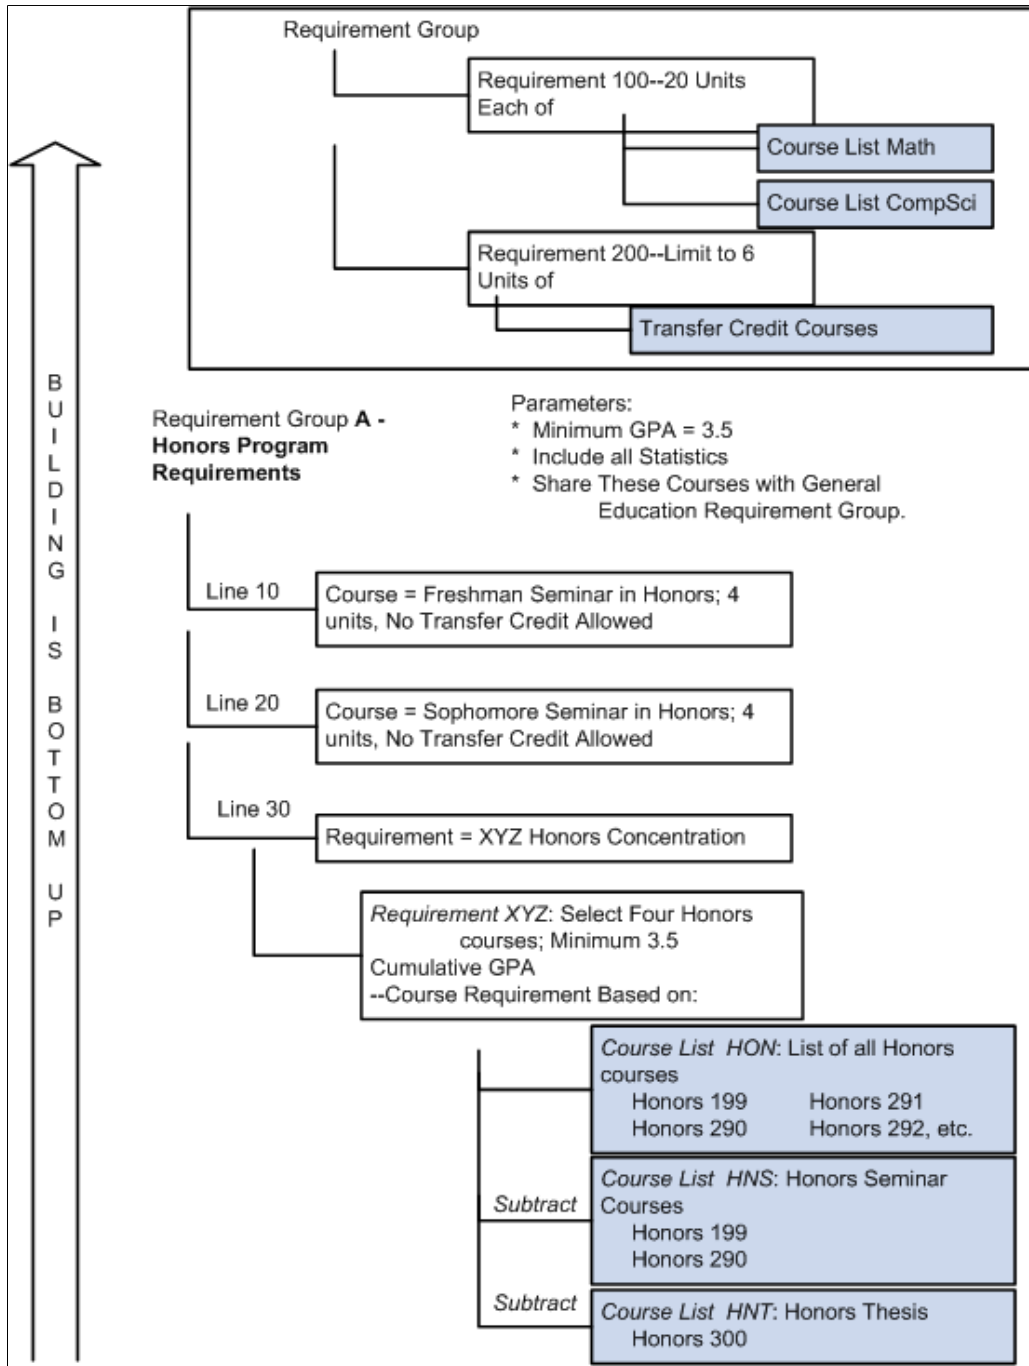 Requirement Group
Requirement 100--20 Units
Each of
Course List Math
Course List CompSci
Requirement 200--Limit to 6
Units of
Transfer Credit Courses
BUILDING IS BOTTOM UP
Requirement Group A -
Honors Program
Requirements
Parameters:
* Minimum GPA = 3.5
* Include all Statistics
* Share These Courses with General
Education Requirement Group.
Line 10
Course = Freshman Seminar in Honors; 4
units, No Transfer Credit Allowed
Line 20
Course = Sophomore Seminar in Honors; 4
units, No Transfer Credit Allowed
Line 30
Requirement = XYZ Honors Concentration
Requirement XYZ: Select Four Honors
courses; Minimum 3.5
Cumulative GPA
--Course Requirement Based on:
Course List HON: List of all Honors
courses
Honors 199 Honors 291
Honors 290 Honors 292, etc.
Subtract
Course List HNS: Honors Seminar
Courses
Honors 199
Honors 290
Subtract
Course List HNT: Honors Thesis
Honors 300